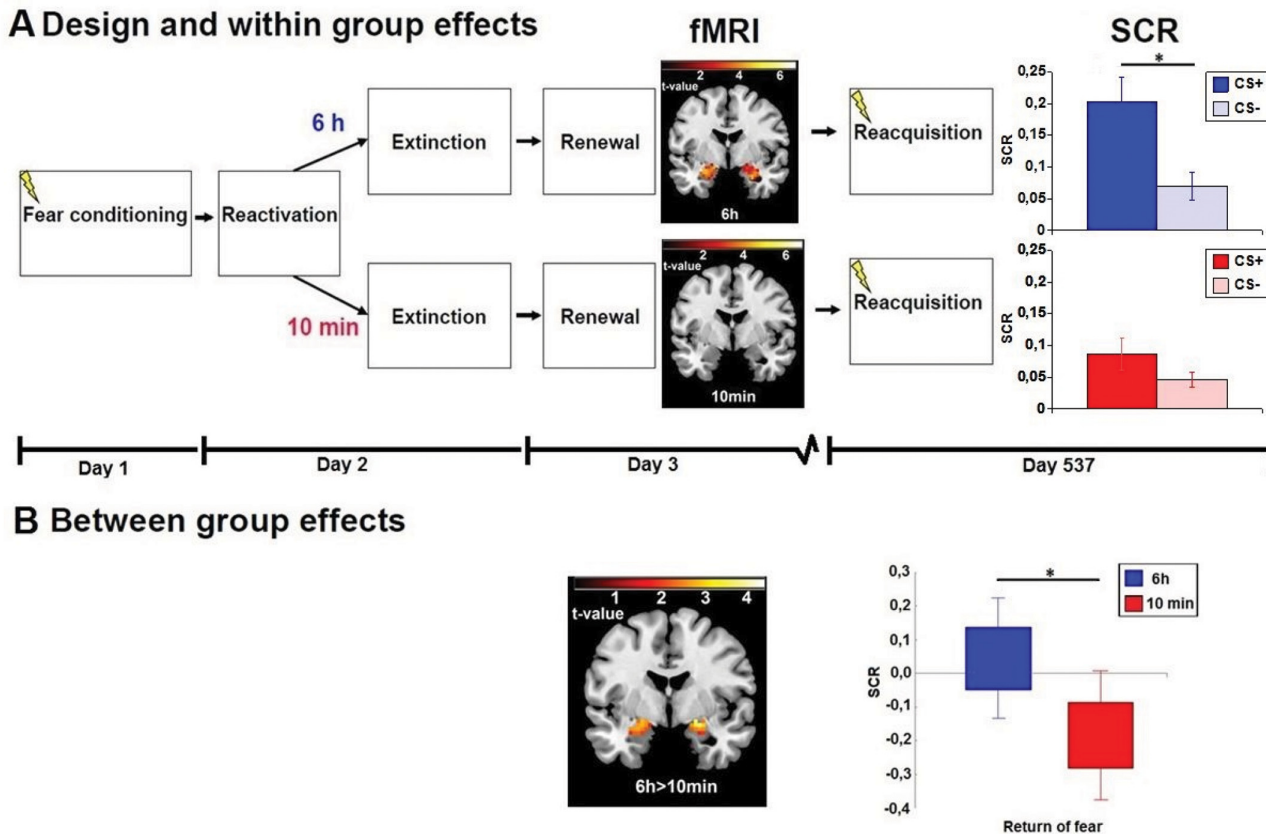 A Design and within group effects
fMRI
SCR
6 h
10 min
Fear conditioning
Reactivation
Extinction
Renewal
2 4 6
t-value
6h
Reacquisition
*
0,25
0,2
0,15
0,1
0,05
0
SCR
CS+
CS-
Extinction
Renewal
2 4 6
t-value
10min
Reacquisition
0,25
0,2
0,15
0,1
0,05
0
SCR
CS+
CS-
Day 1
Day 2
Day 3
Day 537
B Between group effects
1 2 3 4
t-value
6h>10min
*
0,3
0,2
0,1
0,0
-0,1
-0,2
-0,3
-0,4
SCR
6h
10 min
Return of fear